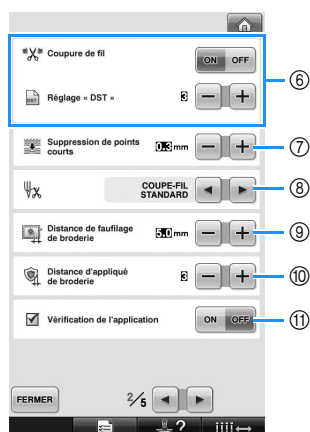 Coupure de fil
ON OFF
⑥
DST
Réglage « DST »
3
− +
Suppression de points
courts
0.3 mm
− +
⑦
COUPE-FIL
STANDARD
⑧
Distance de faufilage
de broderie
5.0 mm
− +
⑨
Distance d'appliqué
de broderie
3
− +
⑩
Vérification de l'application
ON OFF
⑪
FERMER
2/5
?